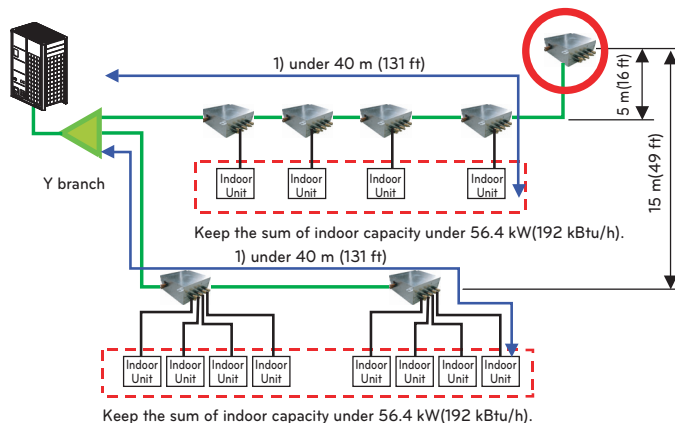 1) under 40 m (131 ft)
5 m(16 ft)
15 m(49 ft)
Y branch
Indoor
Unit
Indoor
Unit
Indoor
Unit
Indoor
Unit
Keep the sum of indoor capacity under 56.4 kW(192 kBtu/h).
1) under 40 m (131 ft)
Indoor
Unit
Indoor
Unit
Indoor
Unit
Indoor
Unit
Indoor
Unit
Indoor
Unit
Indoor
Unit
Indoor
Unit
Keep the sum of indoor capacity under 56.4 kW(192 kBtu/h).